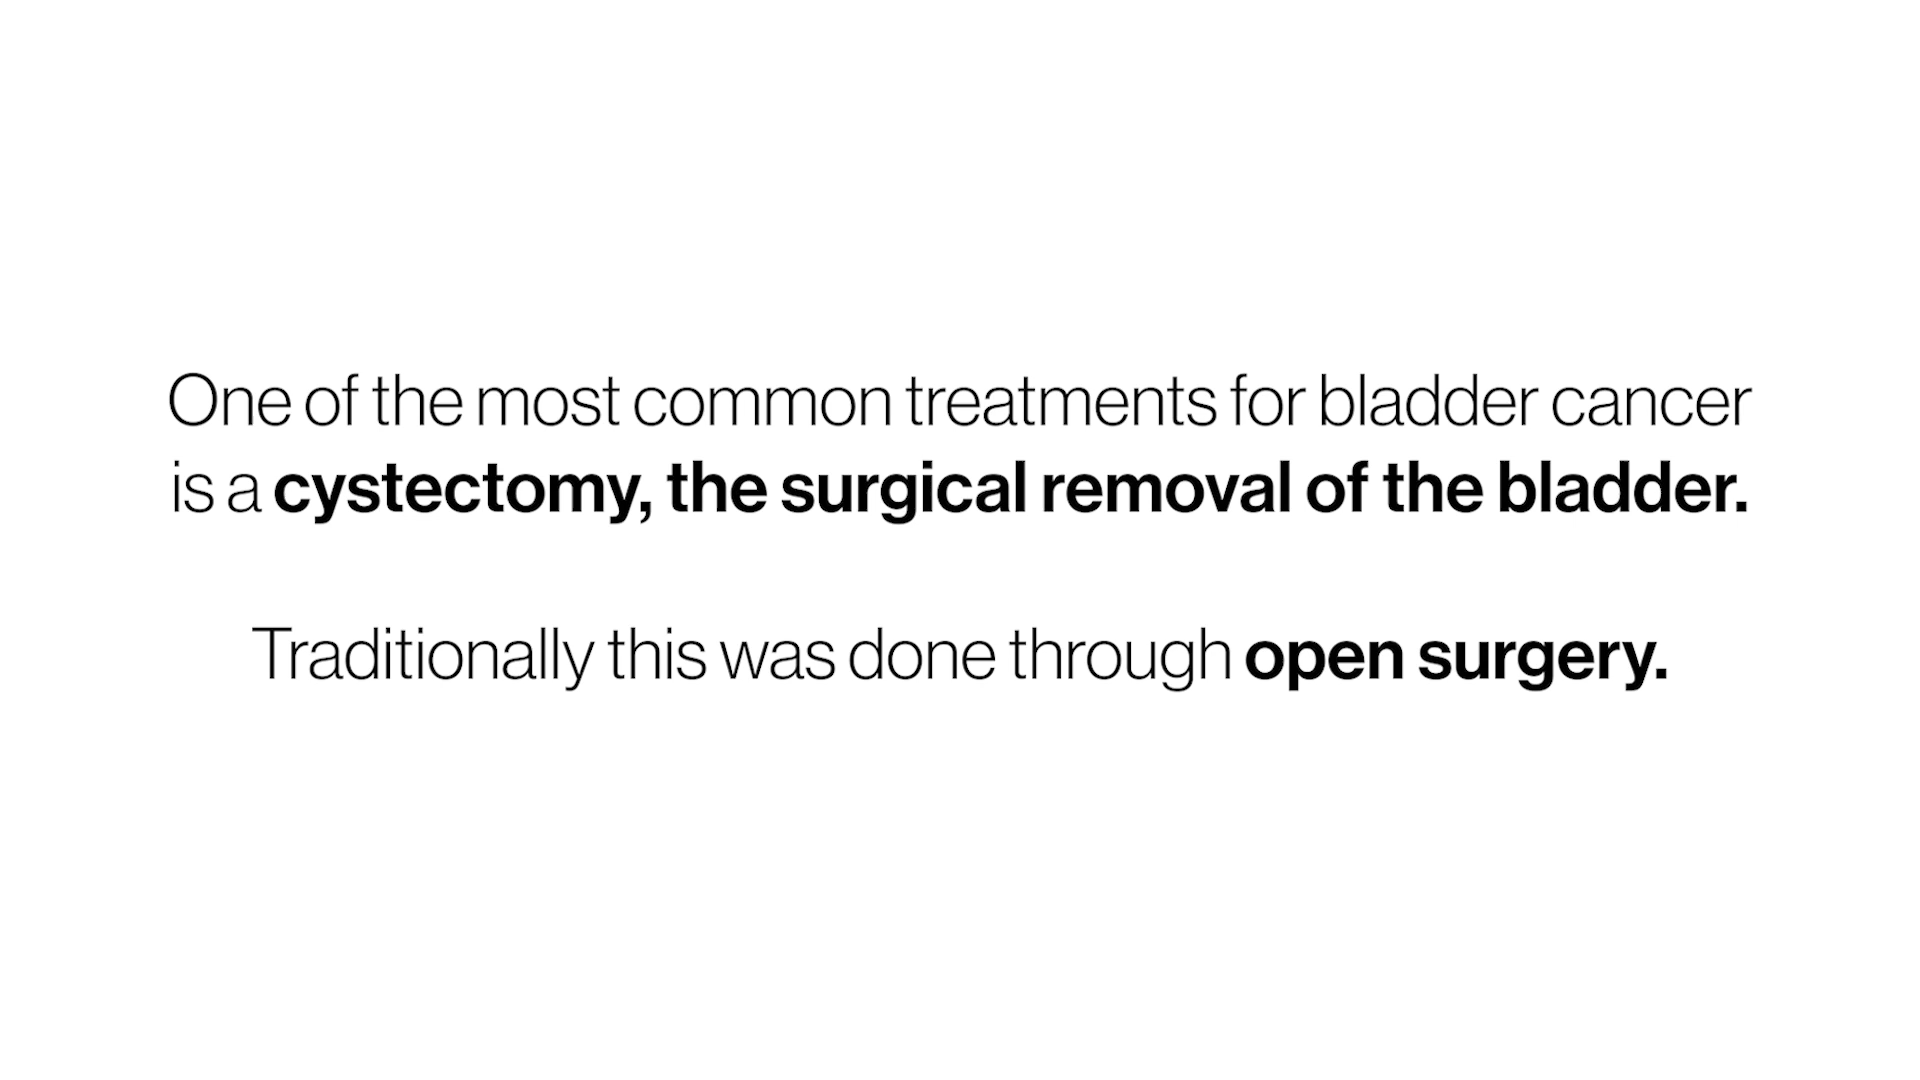 One of the most common treatments for bladder cancer
is a cystectomy, the surgical removal of the bladder.
Traditionally this was done through open surgery.